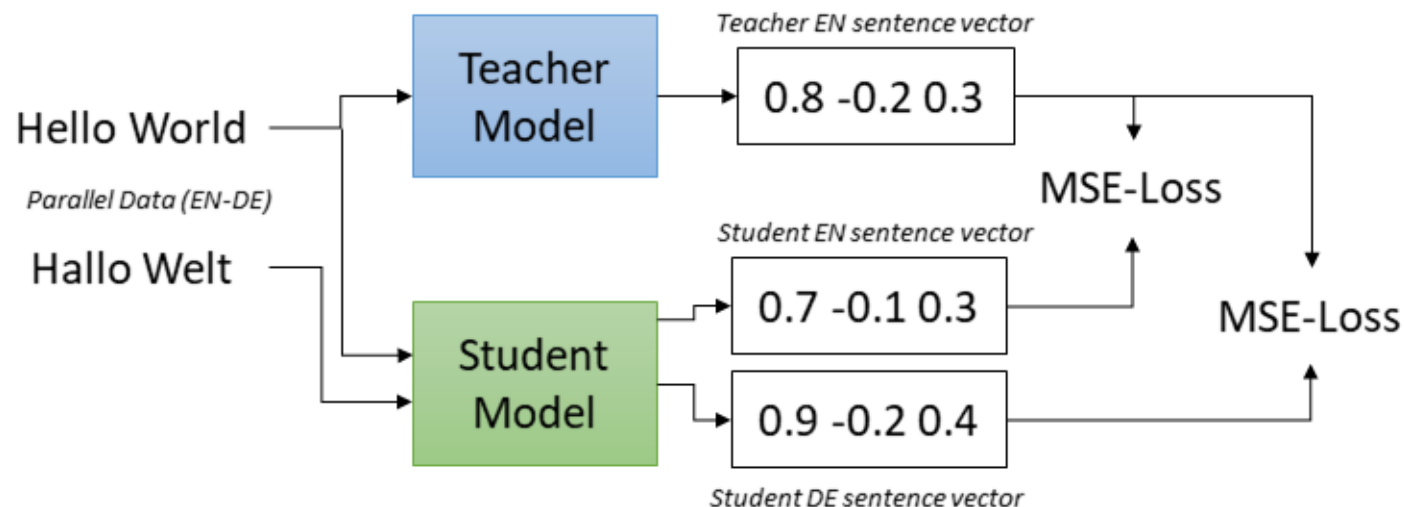 Teacher EN sentence vector
Teacher
Model
0.8 -0.2 0.3
Hello World
MSE-Loss
Parallel Data (EN-DE)
Student EN sentence vector
Hallo Welt
0.7 -0.1 0.3
MSE-Loss
Student
Model
0.9 -0.2 0.4
Student DE sentence vector